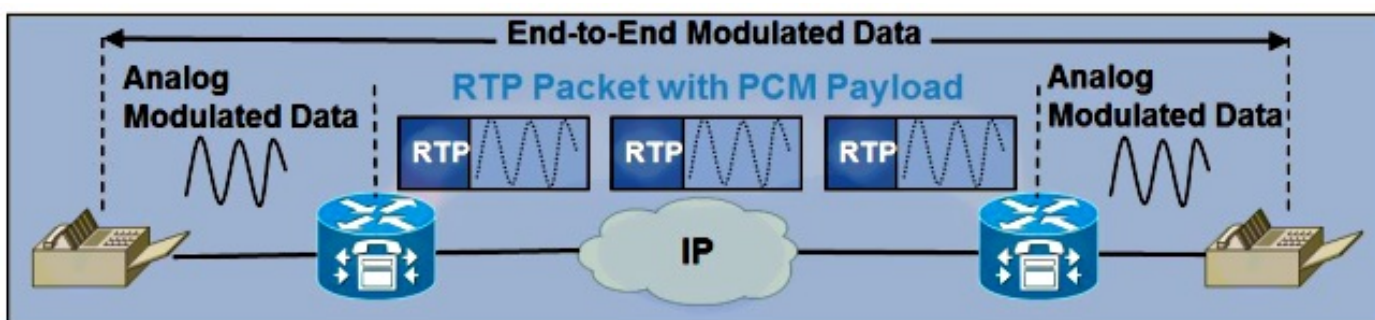 End-to-End Modulated Data
Analog
Modulated Data
RTP Packet with PCM Payload
Analog
Modulated Data
RTP
RTP
RTP
IP